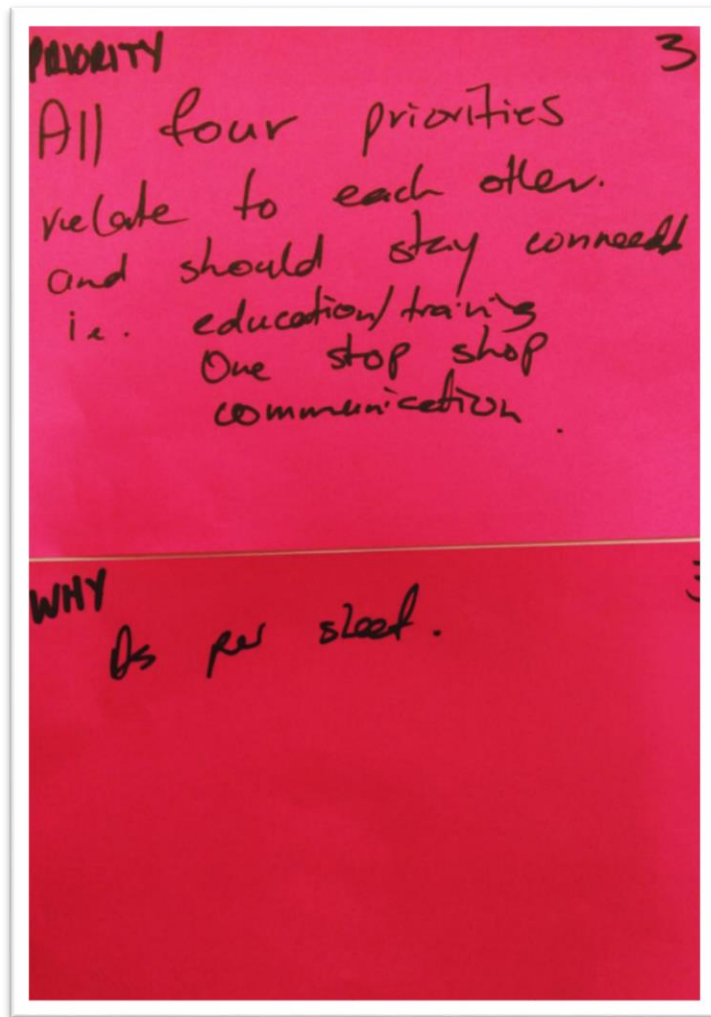 PRIORITY 3
All four priorities
relate to each other.
and should stay connected
i.e. education/training
One stop shop
communication.
WHY 3
As per sheet.